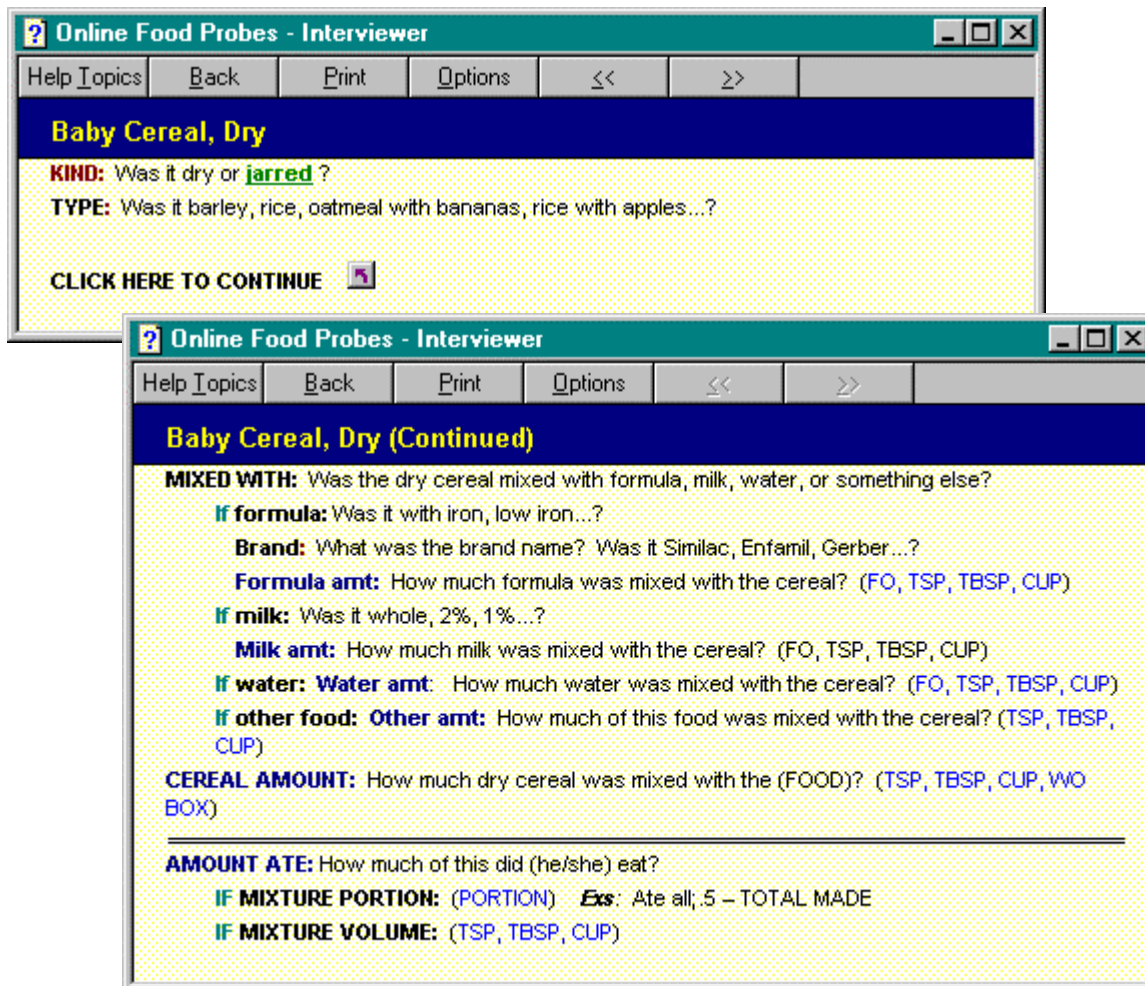 Online Food Probes - Interviewer
Help Topics Back Print Options << >>
Baby Cereal, Dry
KIND: Was it dry or jarred ?
TYPE: Was it barley, rice, oatmeal with bananas, rice with apples...?
CLICK HERE TO CONTINUE
Online Food Probes - Interviewer
Help Topics Back Print Options << >>
Baby Cereal, Dry (Continued)
MIXED WITH: Was the dry cereal mixed with formula, milk, water, or something else?
If formula: Was it with iron, low iron...?
Brand: What was the brand name? Was it Similac, Enfamil, Gerber...?
Formula amt: How much formula was mixed with the cereal? (FO, TSP, TBSP, CUP)
If milk: Was it whole, 2%, 1%...?
Milk amt: How much milk was mixed with the cereal? (FO, TSP, TBSP, CUP)
If water: Water amt: How much water was mixed with the cereal? (FO, TSP, TBSP, CUP)
If other food: Other amt: How much of this food was mixed with the cereal? (TSP, TBSP,
CUP)
CEREAL AMOUNT: How much dry cereal was mixed with the (FOOD)? (TSP, TBSP, CUP, WO
BOX)
AMOUNT ATE: How much of this did (he/she) eat?
IF MIXTURE PORTION: (PORTION) Exs: Ate all; .5 – TOTAL MADE
IF MIXTURE VOLUME: (TSP, TBSP, CUP)